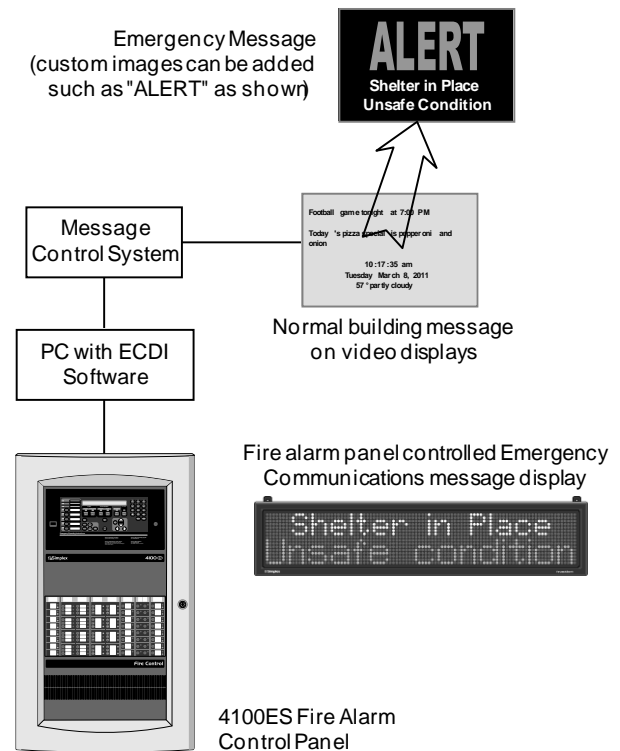 Emergency Message
(custom images can be added
such as "ALERT" as shown)
ALERT
Shelter in Place
Unsafe Condition
Message
Control System
Football game tonight at 7:00 PM
Today 's pizza special is pepper oni and
onion
10:17:35 am
Tuesday March 8, 2011
57 ° partly cloudy
Normal building message
on video displays
PC with ECDI
Software
Fire alarm panel controlled Emergency
Communications message display
Shelter in Place
Unsafe condition
Simplex
Simplex
4100ES
Fire Control
4100ES Fire Alarm
Control Panel